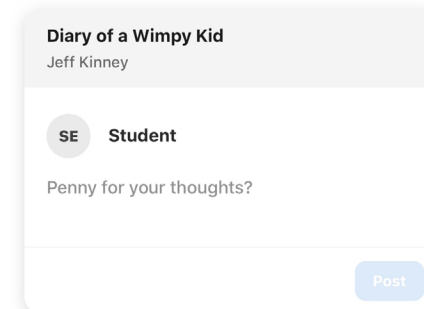 Diary of a Wimpy Kid
Jeff Kinney
SE Student
Penny for your thoughts?
Post